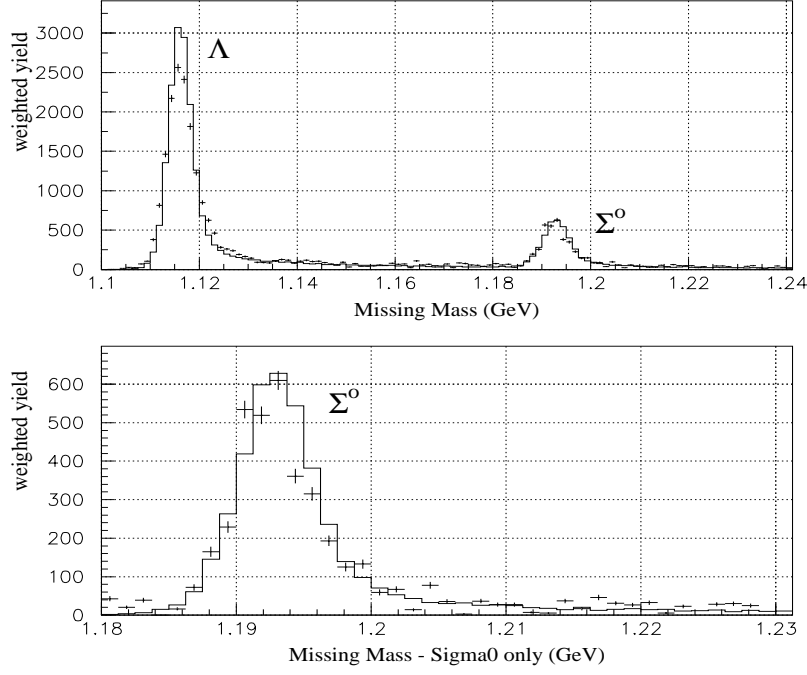 weighted yield
3000
2500
2000
1500
1000
500
0
Λ
Σ⁰
1.1 1.12 1.14 1.16 1.18 1.2 1.22 1.24
Missing Mass (GeV)
weighted yield
600
500
400
300
200
100
0
Σ⁰
1.18 1.19 1.2 1.21 1.22 1.23
Missing Mass - Sigma0 only (GeV)